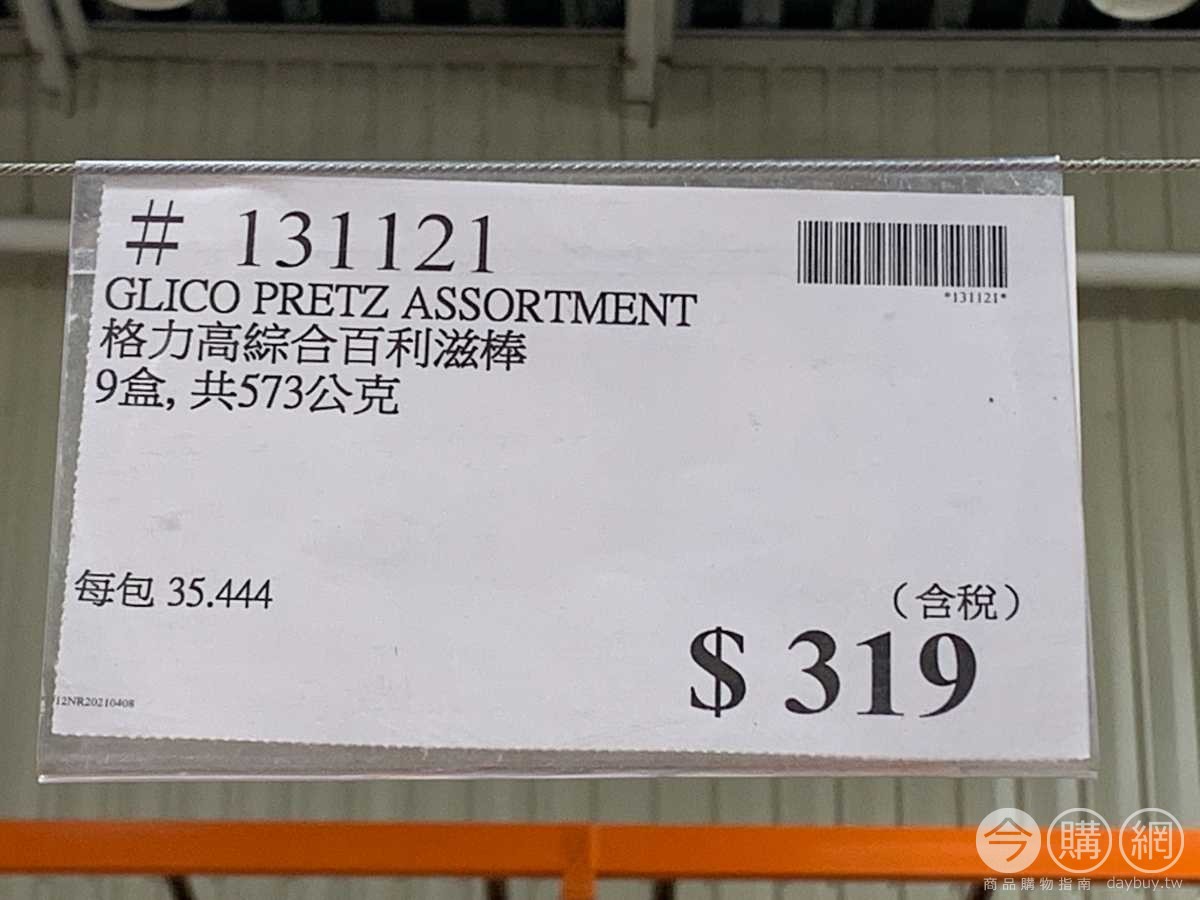 # 131121
*131121*
GLICO PRETZ ASSORTMENT
格力高綜合百利滋棒
9盒, 共573公克
每包 35.444
（含稅）
$ 319
12NR20210408
今購網
商品購物指南 daybuy.tw